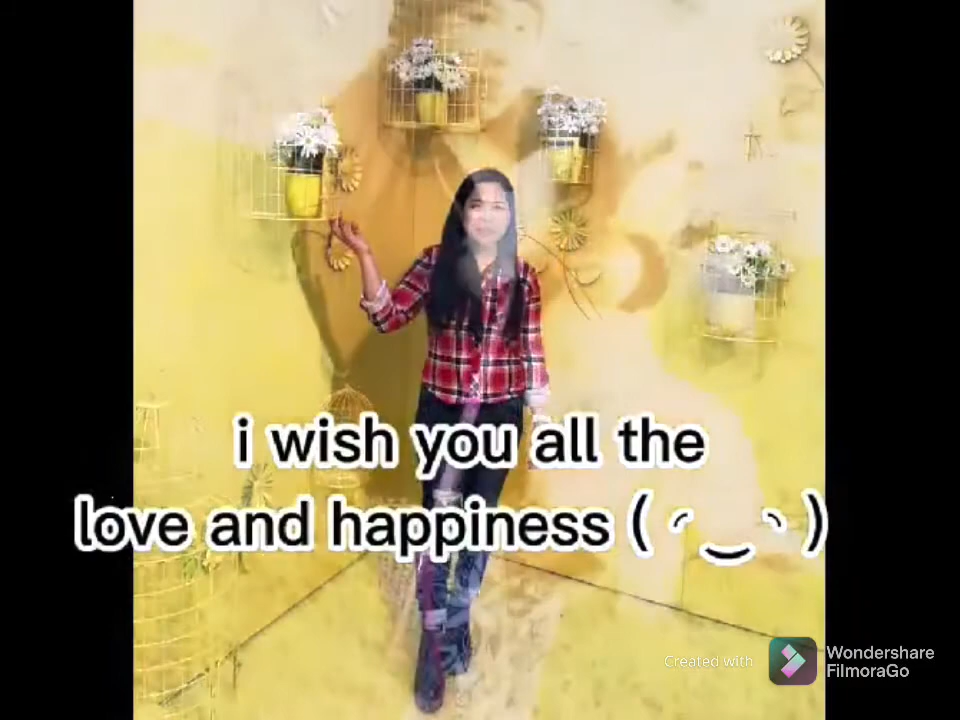 i wish you all the
love and happiness ( ´ ‿ ` )
Created with
Wondershare
FilmoraGo